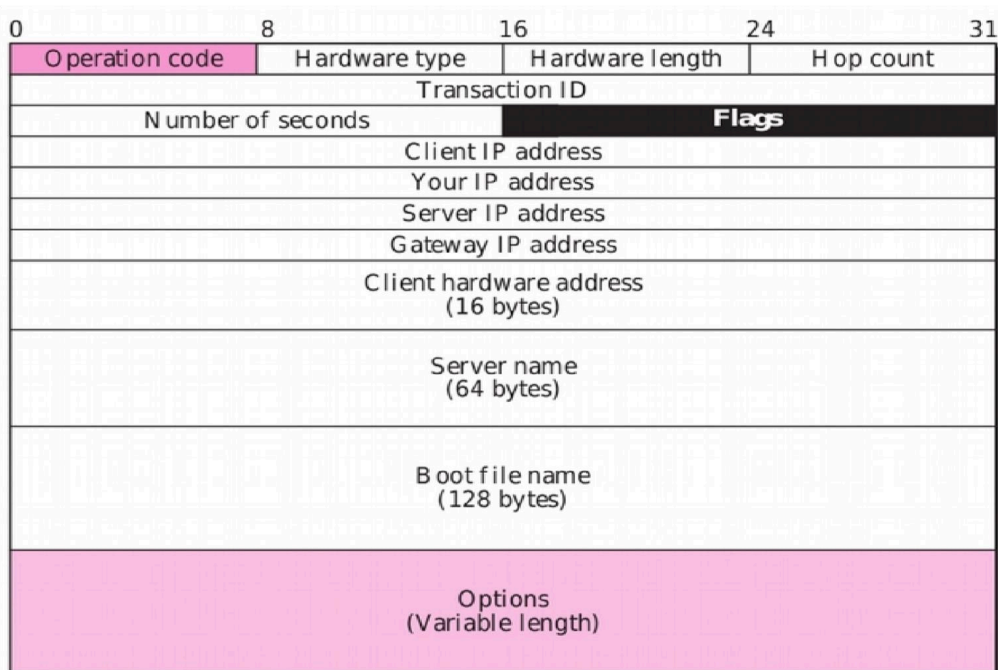 0 8 16 24 31
Operation code Hardware type Hardware length Hop count
Transaction ID
Number of seconds Flags
Client IP address
Your IP address
Server IP address
Gateway IP address
Client hardware address
(16 bytes)
Server name
(64 bytes)
Boot file name
(128 bytes)
Options
(Variable length)